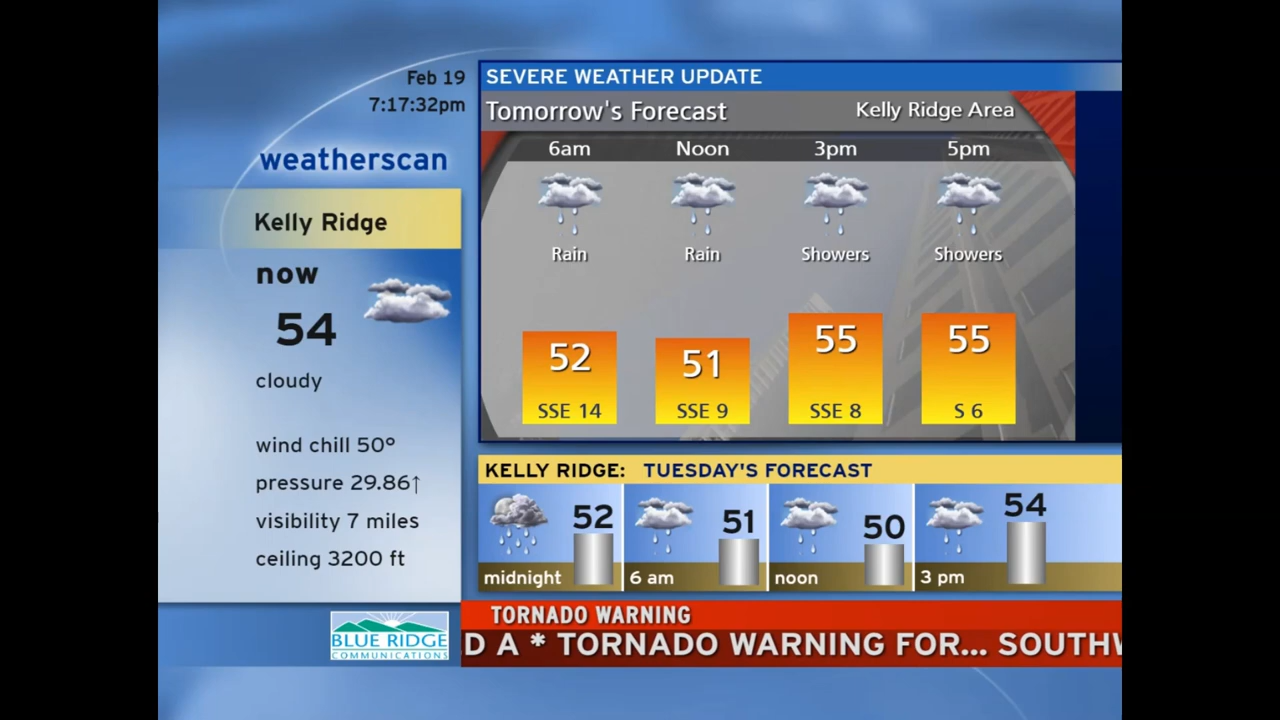 Feb 19
7:17:32pm
weatherscan
Kelly Ridge
now
54
cloudy
wind chill 50°
pressure 29.86↑
visibility 7 miles
ceiling 3200 ft
BLUE RIDGE
COMMUNICATIONS
SEVERE WEATHER UPDATE
Tomorrow's Forecast Kelly Ridge Area
6am Noon 3pm 5pm
Rain Rain Showers Showers
52 51 55 55
SSE 14 SSE 9 SSE 8 S 6
KELLY RIDGE: TUESDAY'S FORECAST
52 51 50 54
midnight 6 am noon 3 pm
TORNADO WARNING
D A * TORNADO WARNING FOR... SOUTHW